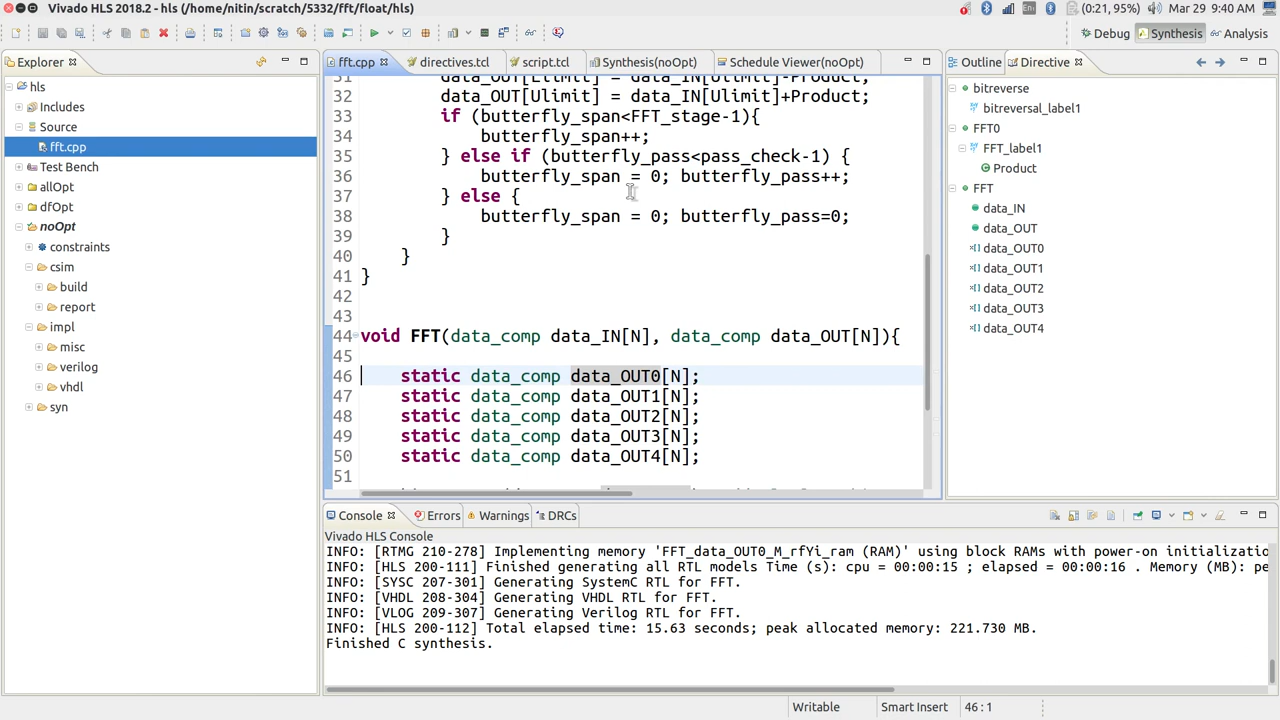 Vivado HLS 2018.2 - hls (/home/nitin/scratch/5332/fft/float/hls)
En
(0:21, 95%)
Mar 29 9:40 AM
Debug
Synthesis
Analysis
Explorer
hls
Includes
Source
fft.cpp
Test Bench
allOpt
dfOpt
noOpt
constraints
csim
build
report
impl
misc
verilog
vhdl
syn
fft.cpp
directives.tcl
script.tcl
Synthesis(noOpt)
Schedule Viewer(noOpt)
31 data_OUT[Llimit] = data_IN[Ulimit]-Product;
32 data_OUT[Ulimit] = data_IN[Ulimit]+Product;
33 if (butterfly_span<FFT_stage-1){
34 butterfly_span++;
35 } else if (butterfly_pass<pass_check-1) {
36 butterfly_span = 0; butterfly_pass++;
37 } else {
38 butterfly_span = 0; butterfly_pass=0;
39 }
40 }
41 }
42
43
44 void FFT(data_comp data_IN[N], data_comp data_OUT[N]){
45
46 static data_comp data_OUT0[N];
47 static data_comp data_OUT1[N];
48 static data_comp data_OUT2[N];
49 static data_comp data_OUT3[N];
50 static data_comp data_OUT4[N];
51
Outline
Directive
bitreverse
bitreversal_label1
FFT0
FFT_label1
Product
FFT
data_IN
data_OUT
data_OUT0
data_OUT1
data_OUT2
data_OUT3
data_OUT4
Console
Errors
Warnings
DRCs
Vivado HLS Console
INFO: [RTMG 210-278] Implementing memory 'FFT_data_OUT0_M_rfYi_ram (RAM)' using block RAMs with power-on initializatio
INFO: [HLS 200-111] Finished generating all RTL models Time (s): cpu = 00:00:15 ; elapsed = 00:00:16 . Memory (MB): pe
INFO: [SYSC 207-301] Generating SystemC RTL for FFT.
INFO: [VHDL 208-304] Generating VHDL RTL for FFT.
INFO: [VLOG 209-307] Generating Verilog RTL for FFT.
INFO: [HLS 200-112] Total elapsed time: 15.63 seconds; peak allocated memory: 221.730 MB.
Finished C synthesis.
Writable
Smart Insert
46 : 1